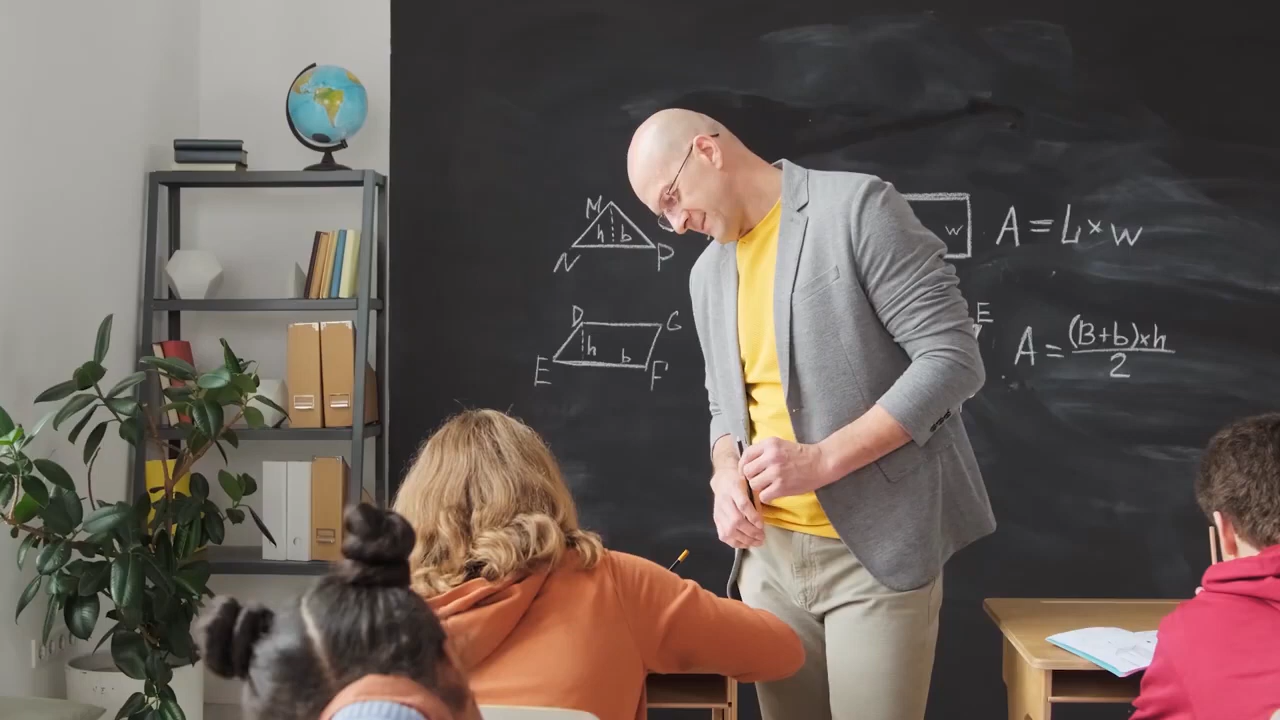 M
h b
N P
w
A = L × w
D G
h b
E F
E
A = (B+b)×h
2